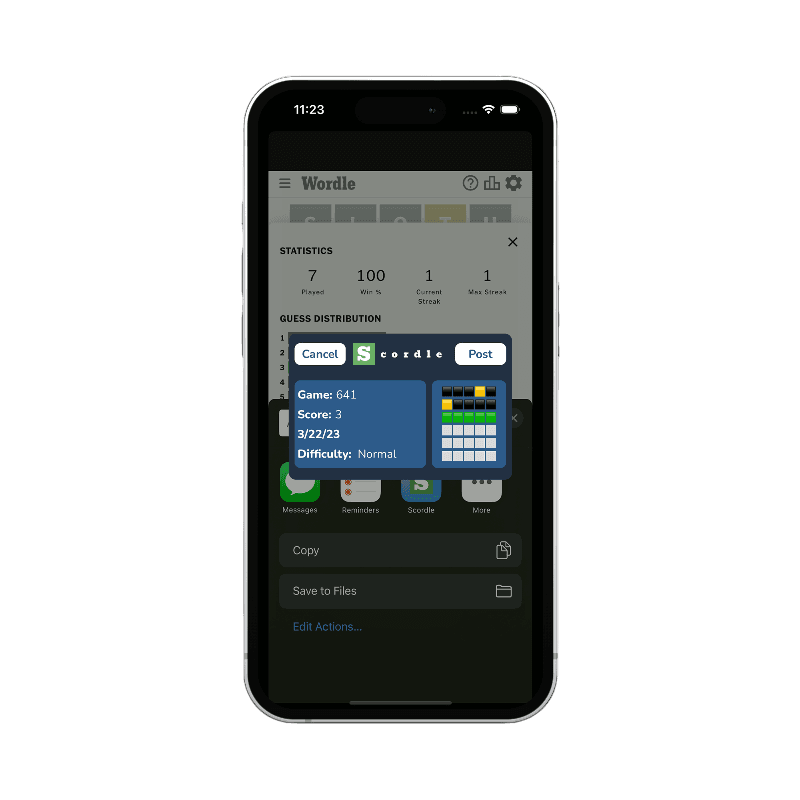 11:23
Wordle
S L O T H
STATISTICS
7 100 1 1
Played Win % Current Streak Max Streak
GUESS DISTRIBUTION
1
2
3
4
5
Cancel S cordle Post
Game: 641
Score: 3
3/22/23
Difficulty: Normal
S
Messages Reminders Scordle More
Copy
Save to Files
Edit Actions...